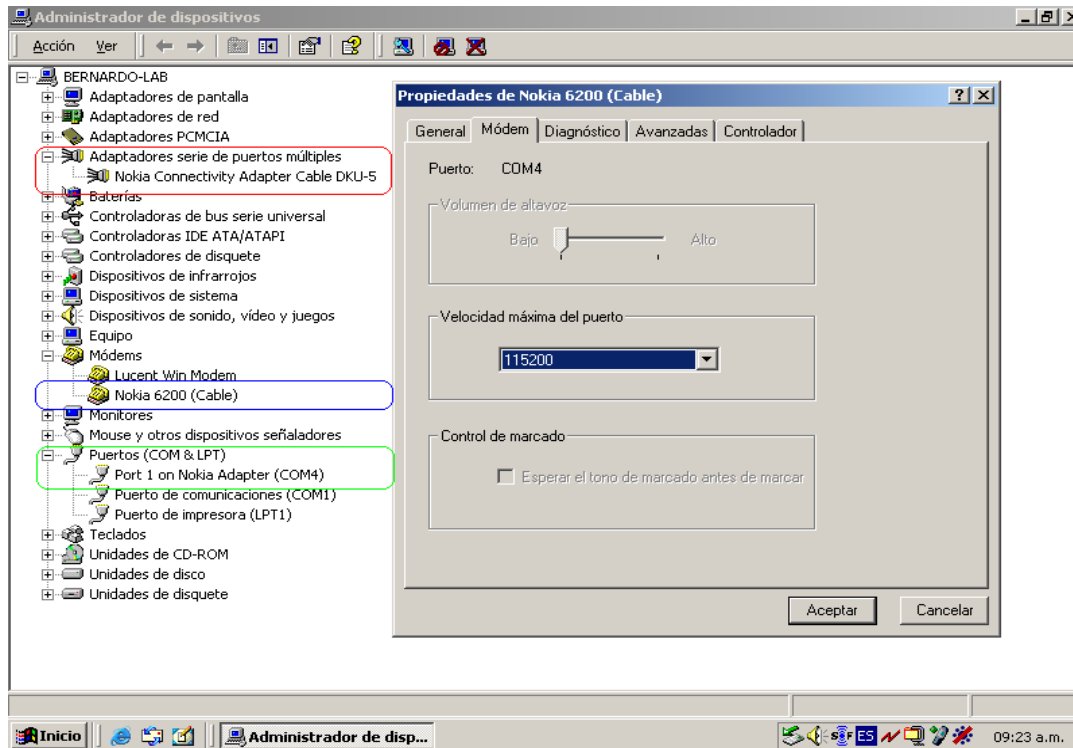 Administrador de dispositivos
Acción Ver
BERNARDO-LAB
Adaptadores de pantalla
Adaptadores de red
Adaptadores PCMCIA
Adaptadores serie de puertos múltiples
Nokia Connectivity Adapter Cable DKU-5
Baterías
Controladoras de bus serie universal
Controladoras IDE ATA/ATAPI
Controladores de disquete
Dispositivos de infrarrojos
Dispositivos de sistema
Dispositivos de sonido, vídeo y juegos
Equipo
Módems
Lucent Win Modem
Nokia 6200 (Cable)
Monitores
Mouse y otros dispositivos señaladores
Puertos (COM & LPT)
Port 1 on Nokia Adapter (COM4)
Puerto de comunicaciones (COM1)
Puerto de impresora (LPT1)
Teclados
Unidades de CD-ROM
Unidades de disco
Unidades de disquete
Propiedades de Nokia 6200 (Cable)
General Módem Diagnóstico Avanzadas Controlador
Puerto: COM4
Volumen de altavoz
Bajo Alto
Velocidad máxima del puerto
115200
Control de marcado
Esperar el tono de marcado antes de marcar
Aceptar Cancelar
Inicio Administrador de disp... ES 09:23 a.m.